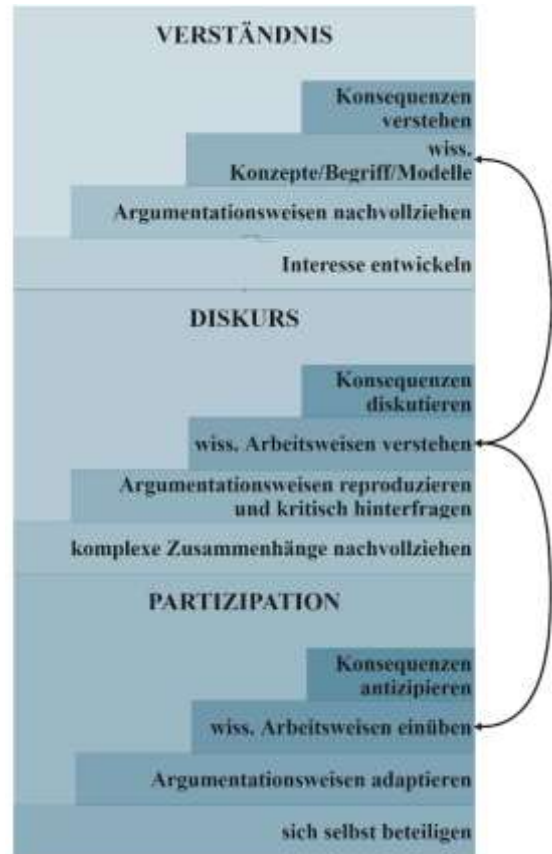 VERSTÄNDNIS
Konsequenzen
verstehen
wiss.
Konzepte/Begriff/Modelle
Argumentationsweisen nachvollziehen
Interesse entwickeln
DISKURS
Konsequenzen
diskutieren
wiss. Arbeitsweisen verstehen
Argumentationsweisen reproduzieren
und kritisch hinterfragen
komplexe Zusammenhänge nachvollziehen
PARTIZIPATION
Konsequenzen
antizipieren
wiss. Arbeitsweisen einüben
Argumentationsweisen adaptieren
sich selbst beteiligen